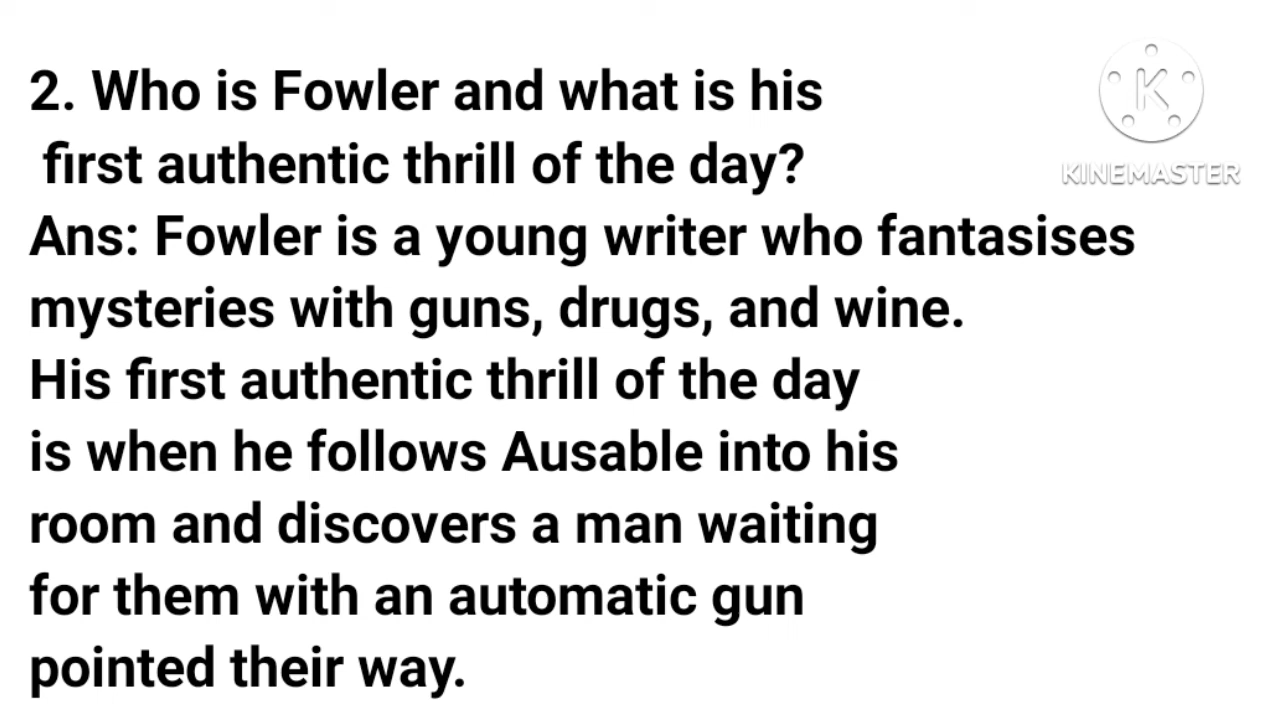 2. Who is Fowler and what is his
first authentic thrill of the day?
Ans: Fowler is a young writer who fantasises
mysteries with guns, drugs, and wine.
His first authentic thrill of the day
is when he follows Ausable into his
room and discovers a man waiting
for them with an automatic gun
pointed their way.
K
KINEMASTER